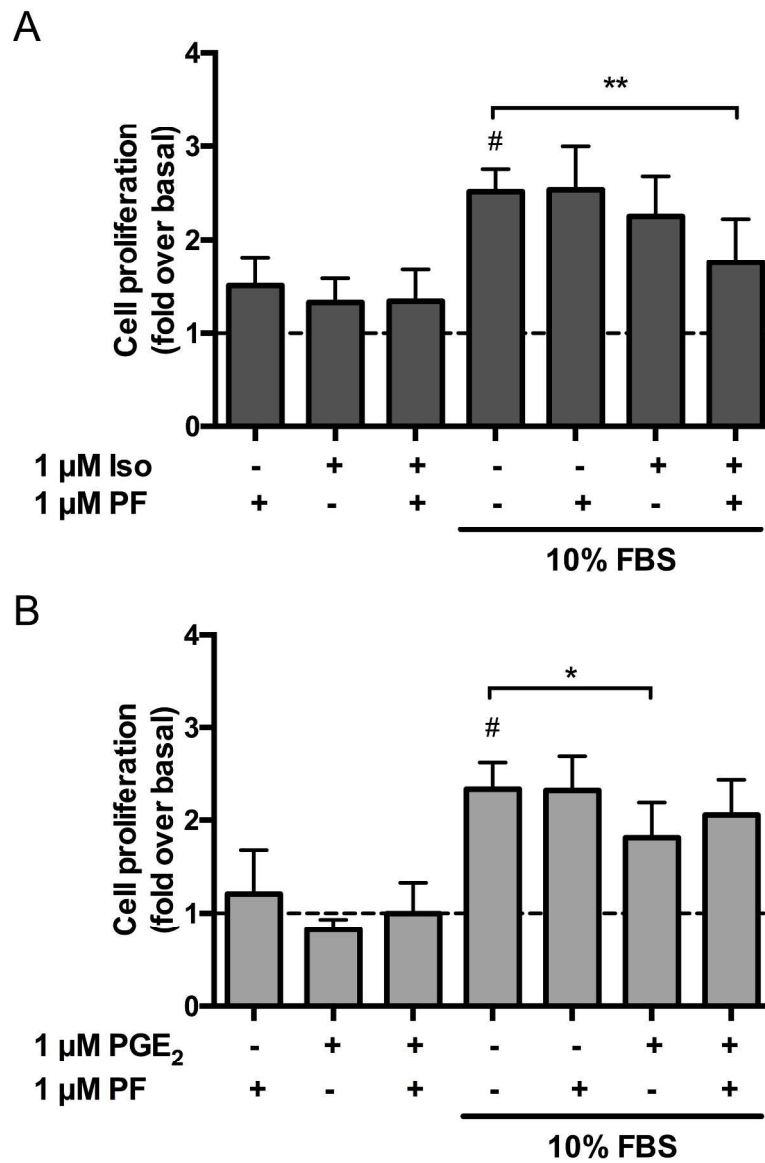 A
4
**
#
3
2
1
0
Cell proliferation
(fold over basal)
1 µM Iso - + + - - + +
1 µM PF + - + - + - +
10% FBS
B
4
*
#
3
2
1
0
Cell proliferation
(fold over basal)
1 µM PGE₂ - + + - - + +
1 µM PF + - + - + - +
10% FBS